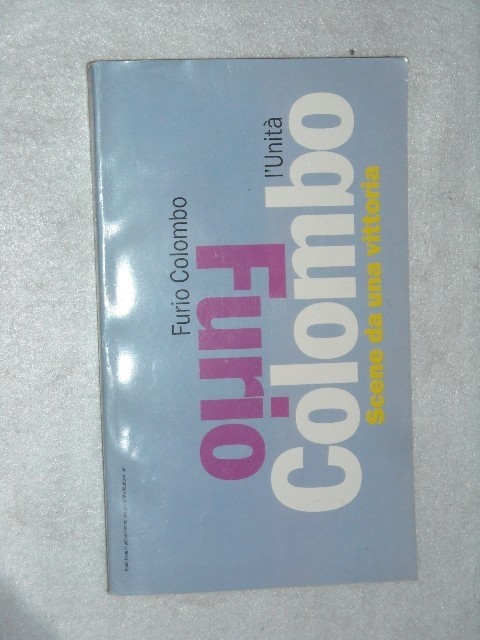 Furio Colombo
Furio
l'Unità
Colombo
Scene da una vittoria